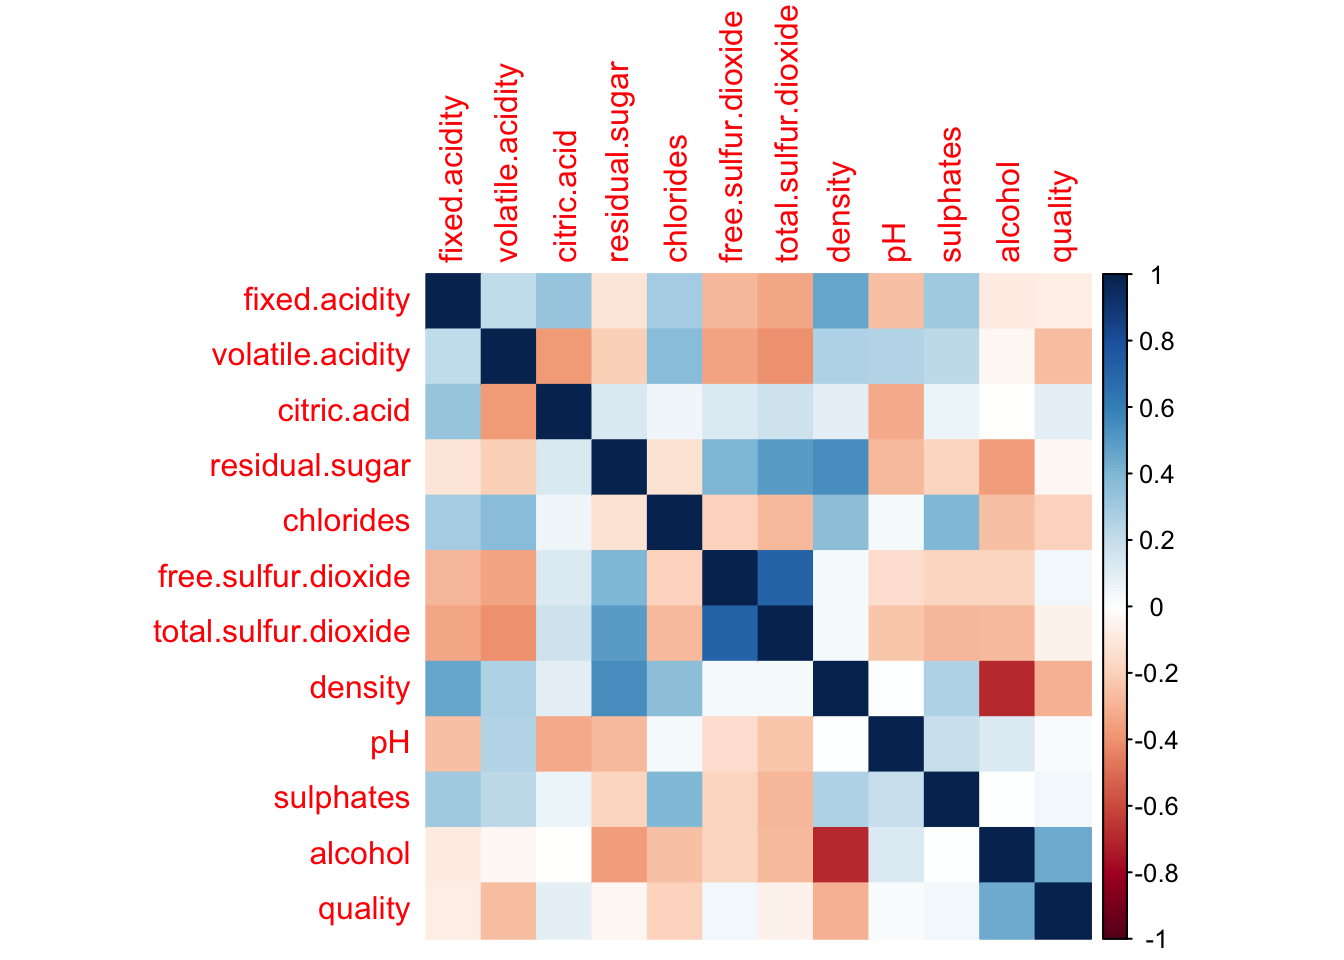 fixed.acidity
volatile.acidity
citric.acid
residual.sugar
chlorides
free.sulfur.dioxide
total.sulfur.dioxide
density
pH
sulphates
alcohol
quality
fixed.acidity
volatile.acidity
citric.acid
residual.sugar
chlorides
free.sulfur.dioxide
total.sulfur.dioxide
density
pH
sulphates
alcohol
quality
1
0.8
0.6
0.4
0.2
0
-0.2
-0.4
-0.6
-0.8
-1